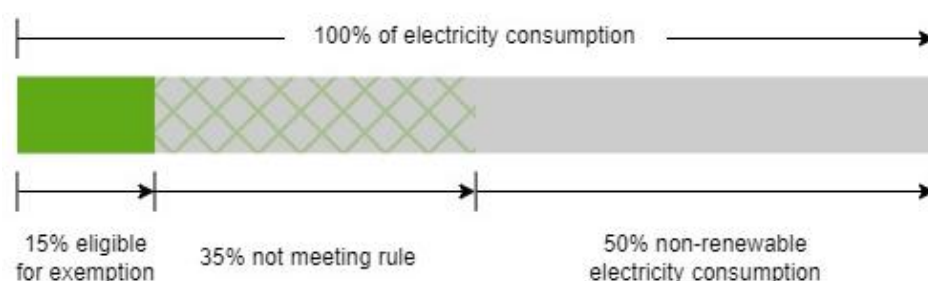 100% of electricity consumption
15% eligible
for exemption
35% not meeting rule
50% non-renewable
electricity consumption